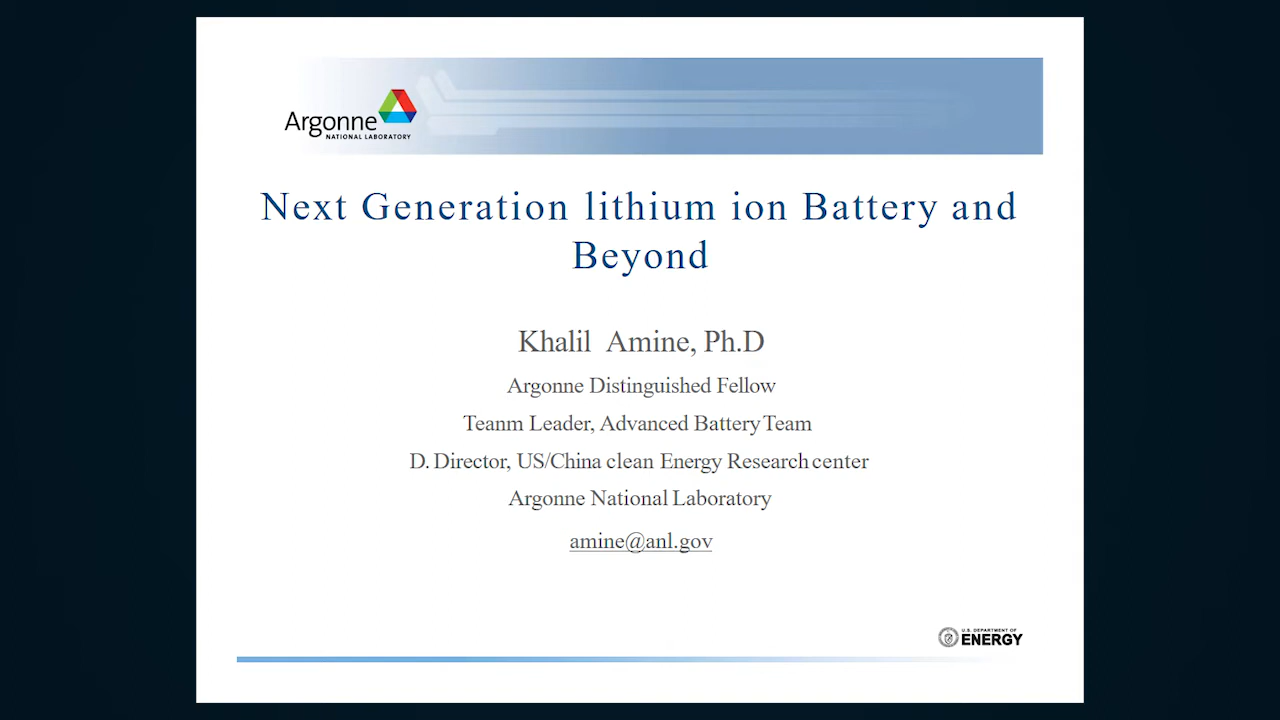 Argonne
NATIONAL LABORATORY
Next Generation lithium ion Battery and
Beyond
Khalil Amine, Ph.D
Argonne Distinguished Fellow
Teanm Leader, Advanced Battery Team
D. Director, US/China clean Energy Research center
Argonne National Laboratory
amine@anl.gov
U.S. DEPARTMENT OF
ENERGY